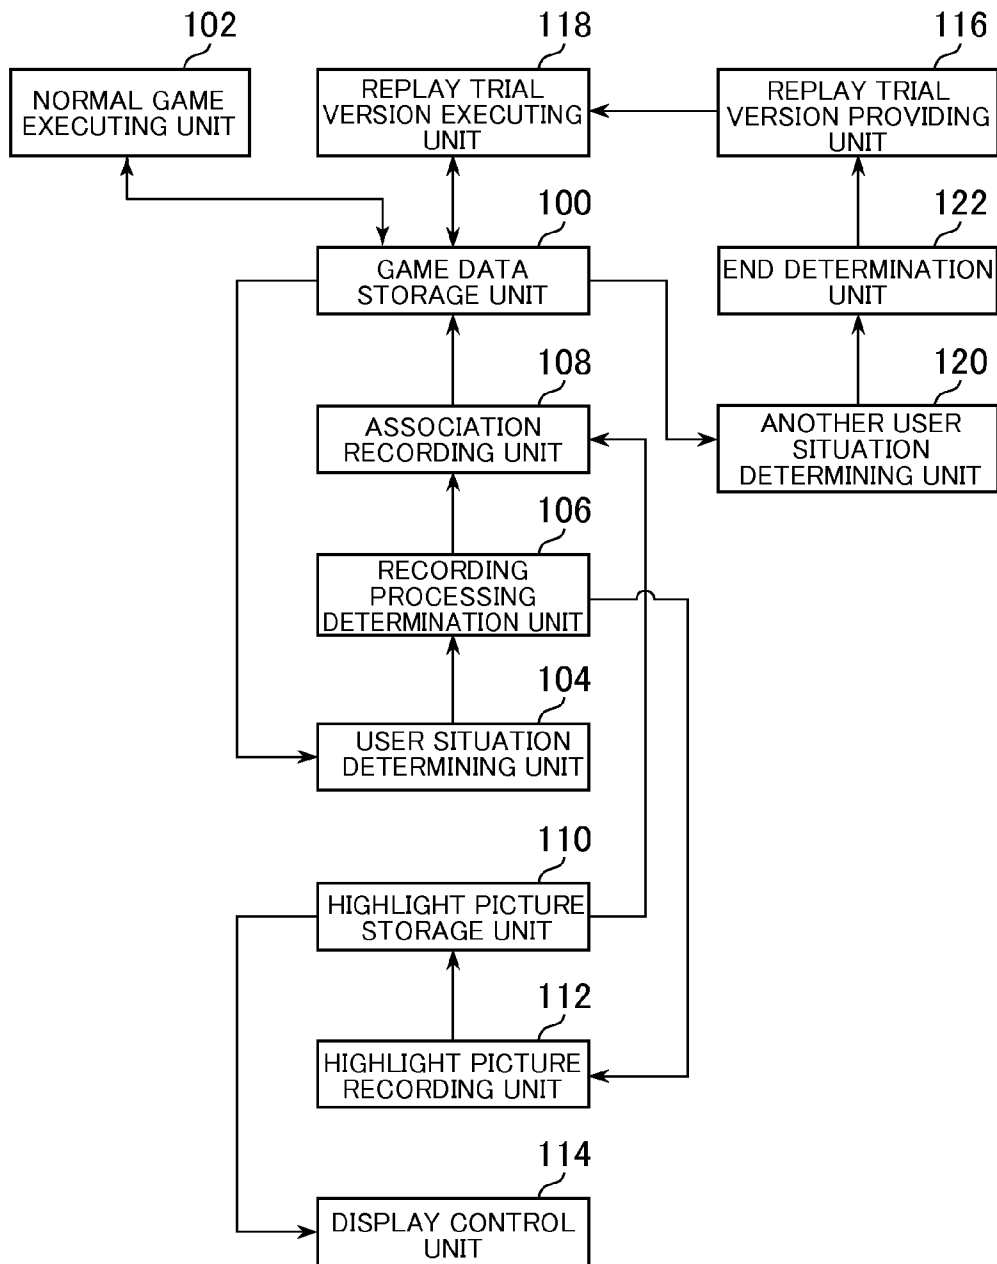 102
NORMAL GAME
EXECUTING UNIT
118
REPLAY TRIAL
VERSION EXECUTING
UNIT
116
REPLAY TRIAL
VERSION PROVIDING
UNIT
100
GAME DATA
STORAGE UNIT
122
END DETERMINATION
UNIT
108
ASSOCIATION
RECORDING UNIT
120
ANOTHER USER
SITUATION
DETERMINING UNIT
106
RECORDING
PROCESSING
DETERMINATION UNIT
104
USER SITUATION
DETERMINING UNIT
110
HIGHLIGHT PICTURE
STORAGE UNIT
112
HIGHLIGHT PICTURE
RECORDING UNIT
114
DISPLAY CONTROL
UNIT